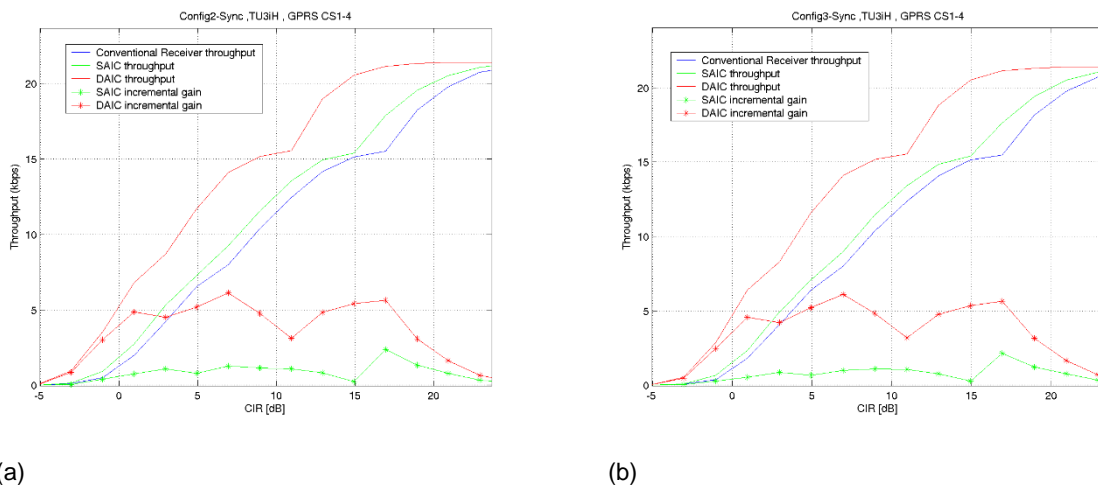 Config2-Sync ,TU3iH , GPRS CS1-4
Conventional Receiver throughput
SAIC throughput
DAIC throughput
SAIC incremental gain
DAIC incremental gain
Throughput (kbps)
20
15
10
5
0
-5
0
5
10
15
20
CIR [dB]
(a)
Config3-Sync ,TU3iH , GPRS CS1-4
Conventional Receiver throughput
SAIC throughput
DAIC throughput
SAIC incremental gain
DAIC incremental gain
Throughput (kbps)
20
15
10
5
0
-5
0
5
10
15
20
CIR [dB]
(b)